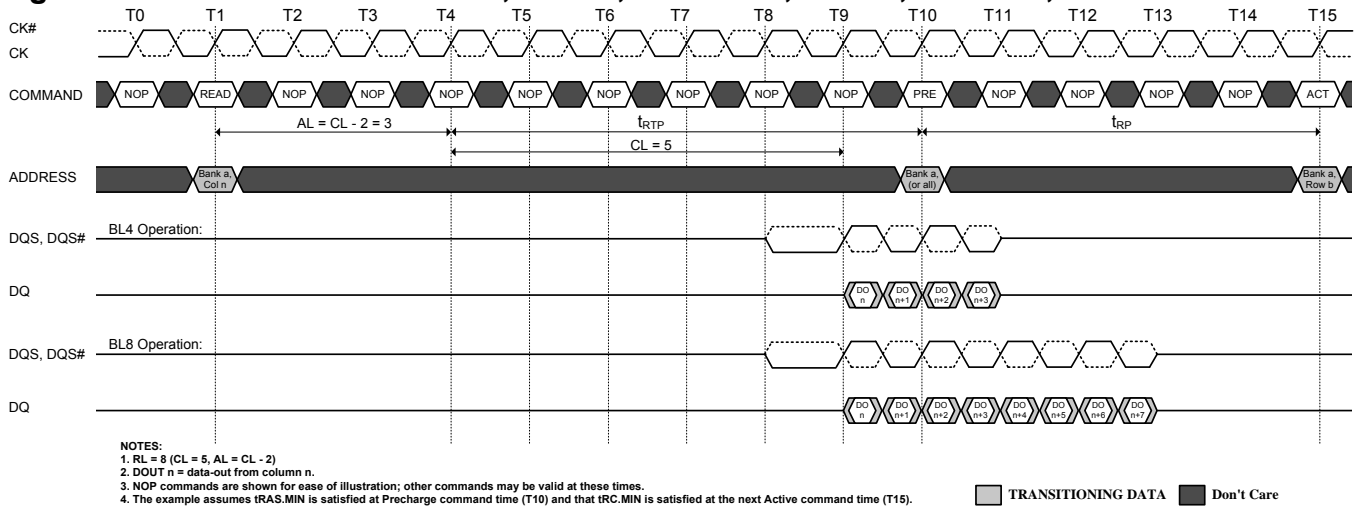 T0 T1 T2 T3 T4 T5 T6 T7 T8 T9 T10 T11 T12 T13 T14 T15
CK#
CK
COMMAND NOP READ NOP NOP NOP NOP NOP NOP NOP NOP PRE NOP NOP NOP NOP ACT
AL = CL - 2 = 3 tRTP tRP
CL = 5
ADDRESS Bank a, Col n Bank a, (or all) Bank a, Row b
DQS, DQS# BL4 Operation:
DQ DO n DO n+1 DO n+2 DO n+3
DQS, DQS# BL8 Operation:
DQ DO n DO n+1 DO n+2 DO n+3 DO n+4 DO n+5 DO n+6 DO n+7
NOTES:
1. RL = 8 (CL = 5, AL = CL - 2)
2. DOUT n = data-out from column n.
3. NOP commands are shown for ease of illustration; other commands may be valid at these times.
4. The example assumes tRAS.MIN is satisfied at Precharge command time (T10) and that tRC.MIN is satisfied at the next Active command time (T15).
TRANSITIONING DATA Don't Care